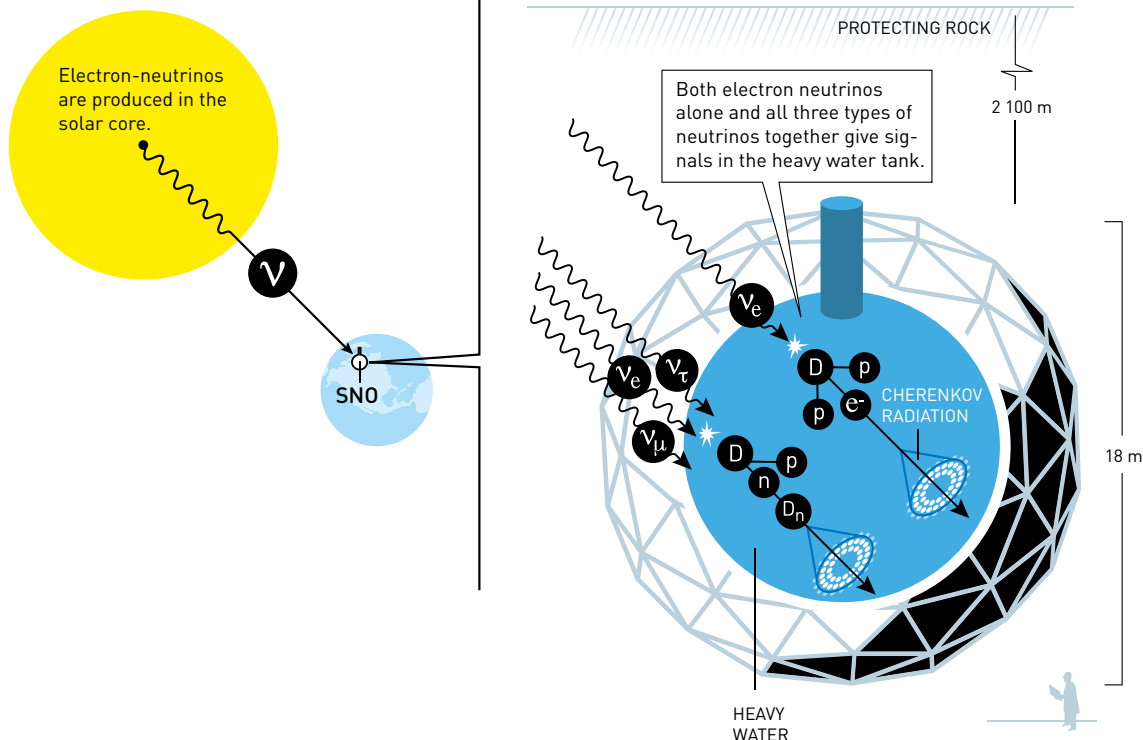 Electron-neutrinos
are produced in the
solar core.
ν
SNO
PROTECTING ROCK
2 100 m
Both electron neutrinos
alone and all three types of
neutrinos together give sig-
nals in the heavy water tank.
νe
D
p
p
e-
CHERENKOV
RADIATION
νe
ντ
νμ
D
p
n
Dn
18 m
HEAVY
WATER